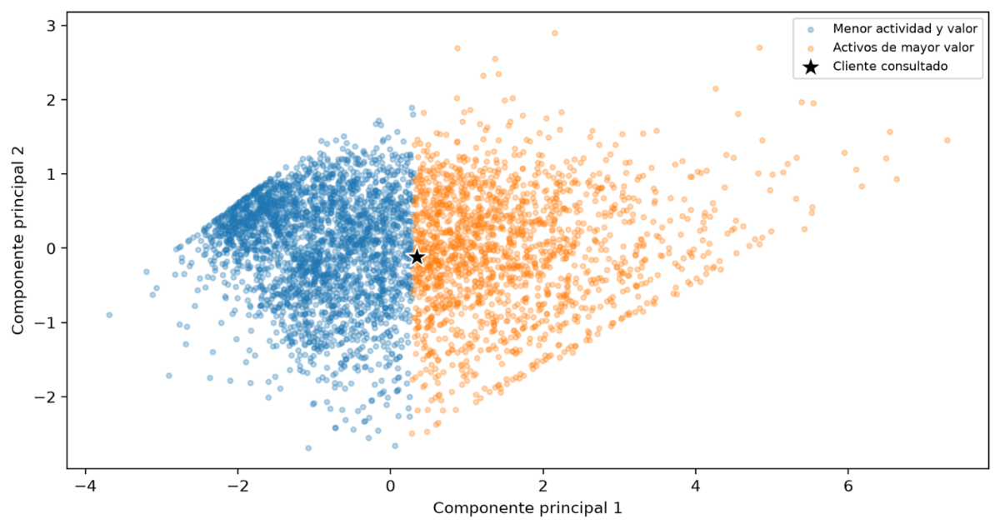 3
2
1
0
−1
−2
Componente principal 2
Menor actividad y valor
Activos de mayor valor
Cliente consultado
−4
−2
0
2
4
6
Componente principal 1